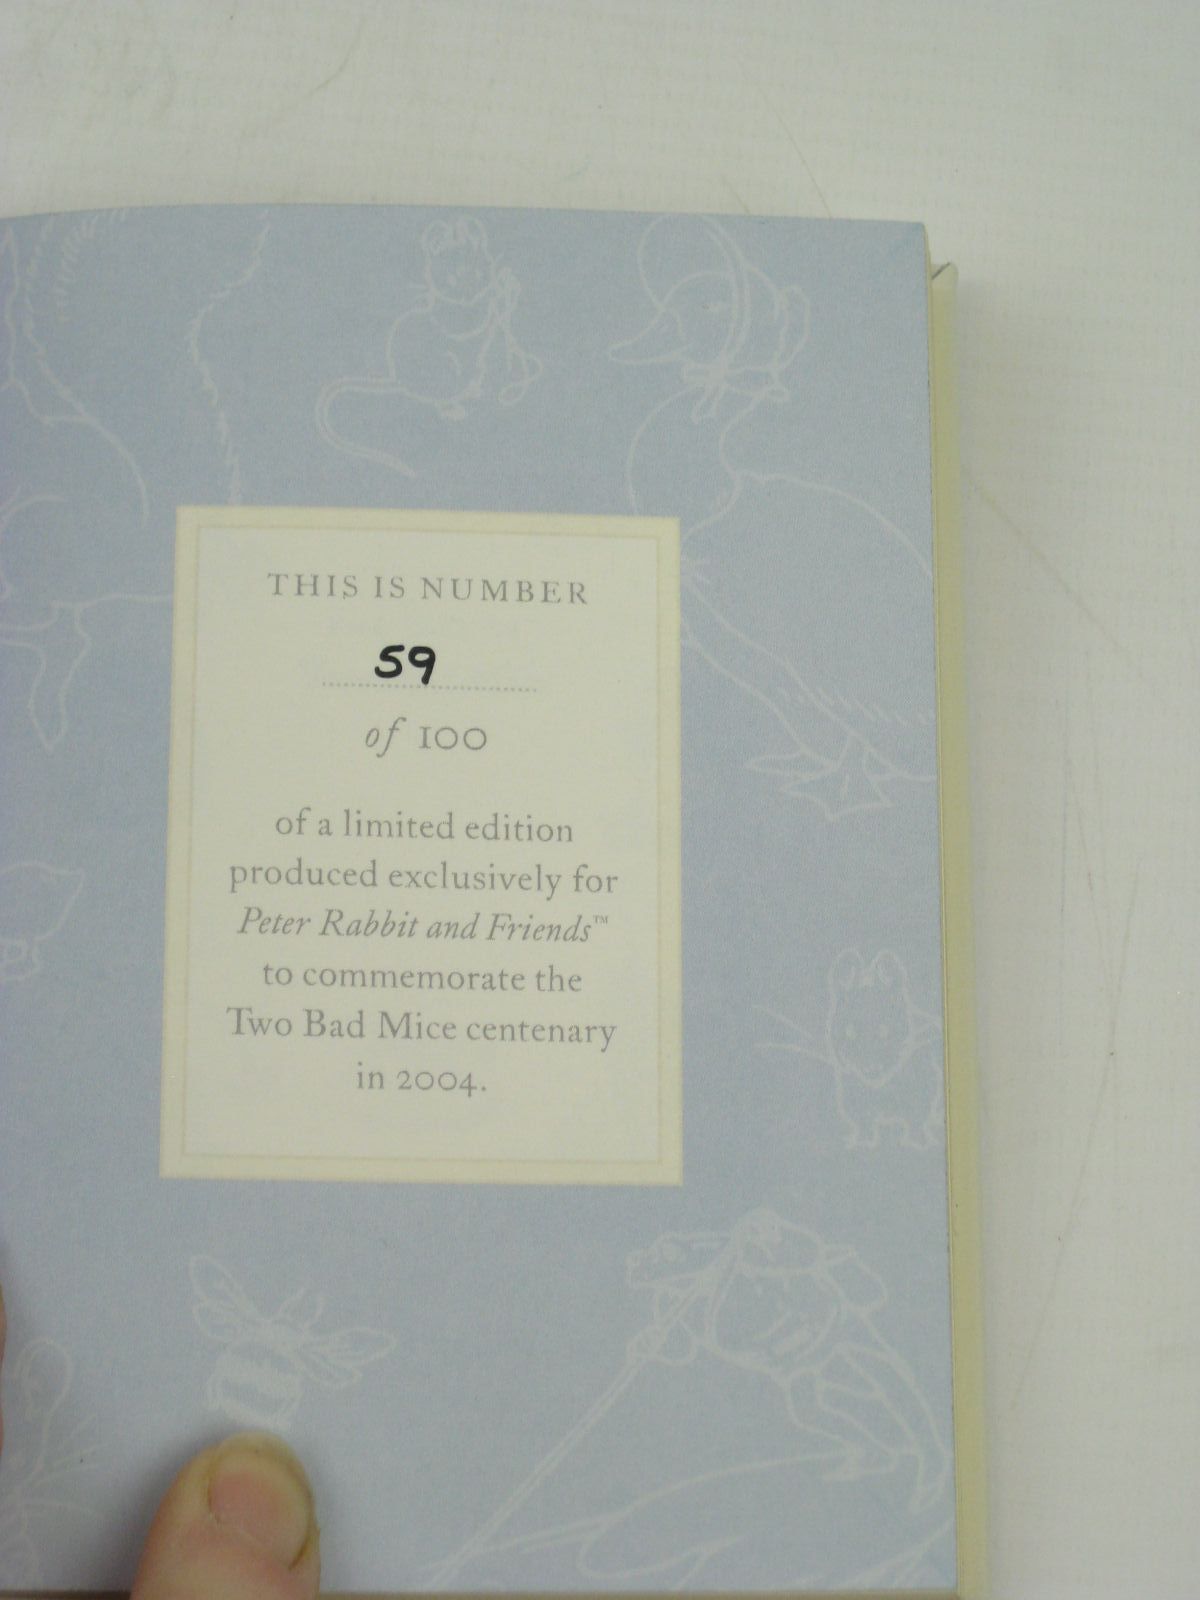 THIS IS NUMBER
59
of 100
of a limited edition
produced exclusively for
Peter Rabbit and Friends™
to commemorate the
Two Bad Mice centenary
in 2004.